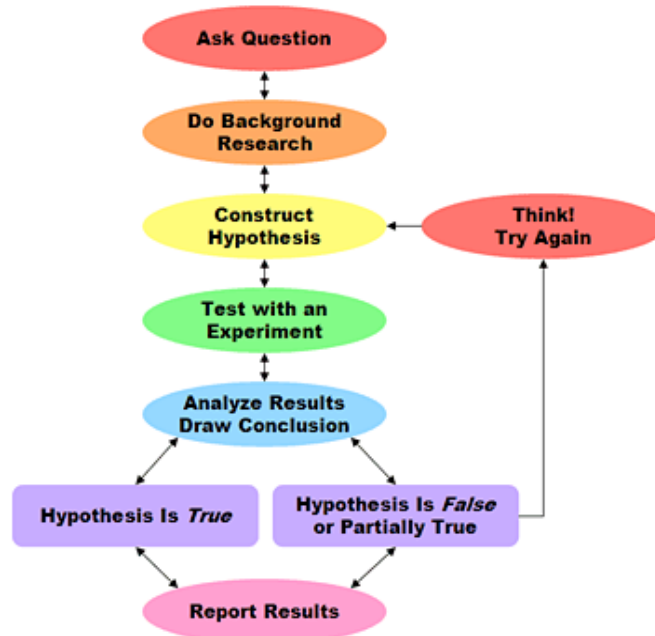 Ask Question
Do Background
Research
Construct
Hypothesis
Think!
Try Again
Test with an
Experiment
Analyze Results
Draw Conclusion
Hypothesis Is True
Hypothesis Is False
or Partially True
Report Results